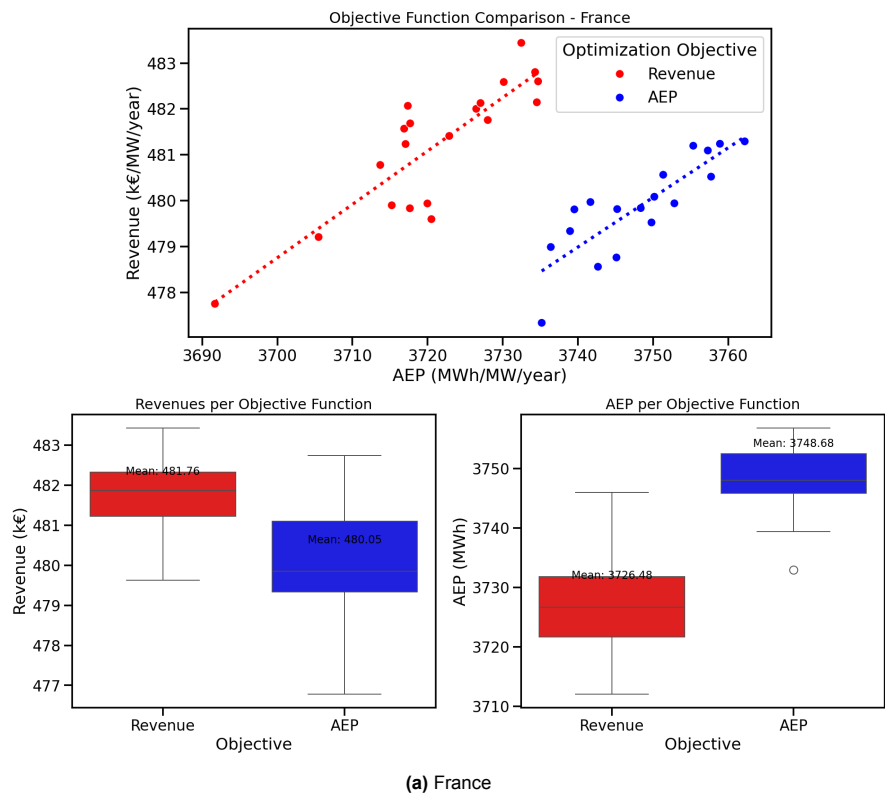 Objective Function Comparison - France
Revenue (k€/MW/year)
483
482
481
480
479
478
Optimization Objective
Revenue
AEP
3690
3700
3710
3720
3730
3740
3750
3760
AEP (MWh/MW/year)
Revenues per Objective Function
Revenue (k€)
483
482
481
480
479
478
477
Mean: 481.76
Mean: 480.05
Revenue
AEP
Objective
AEP per Objective Function
AEP (MWh)
3750
3740
3730
3720
3710
Mean: 3726.48
Mean: 3748.68
Revenue
AEP
Objective
(a) France